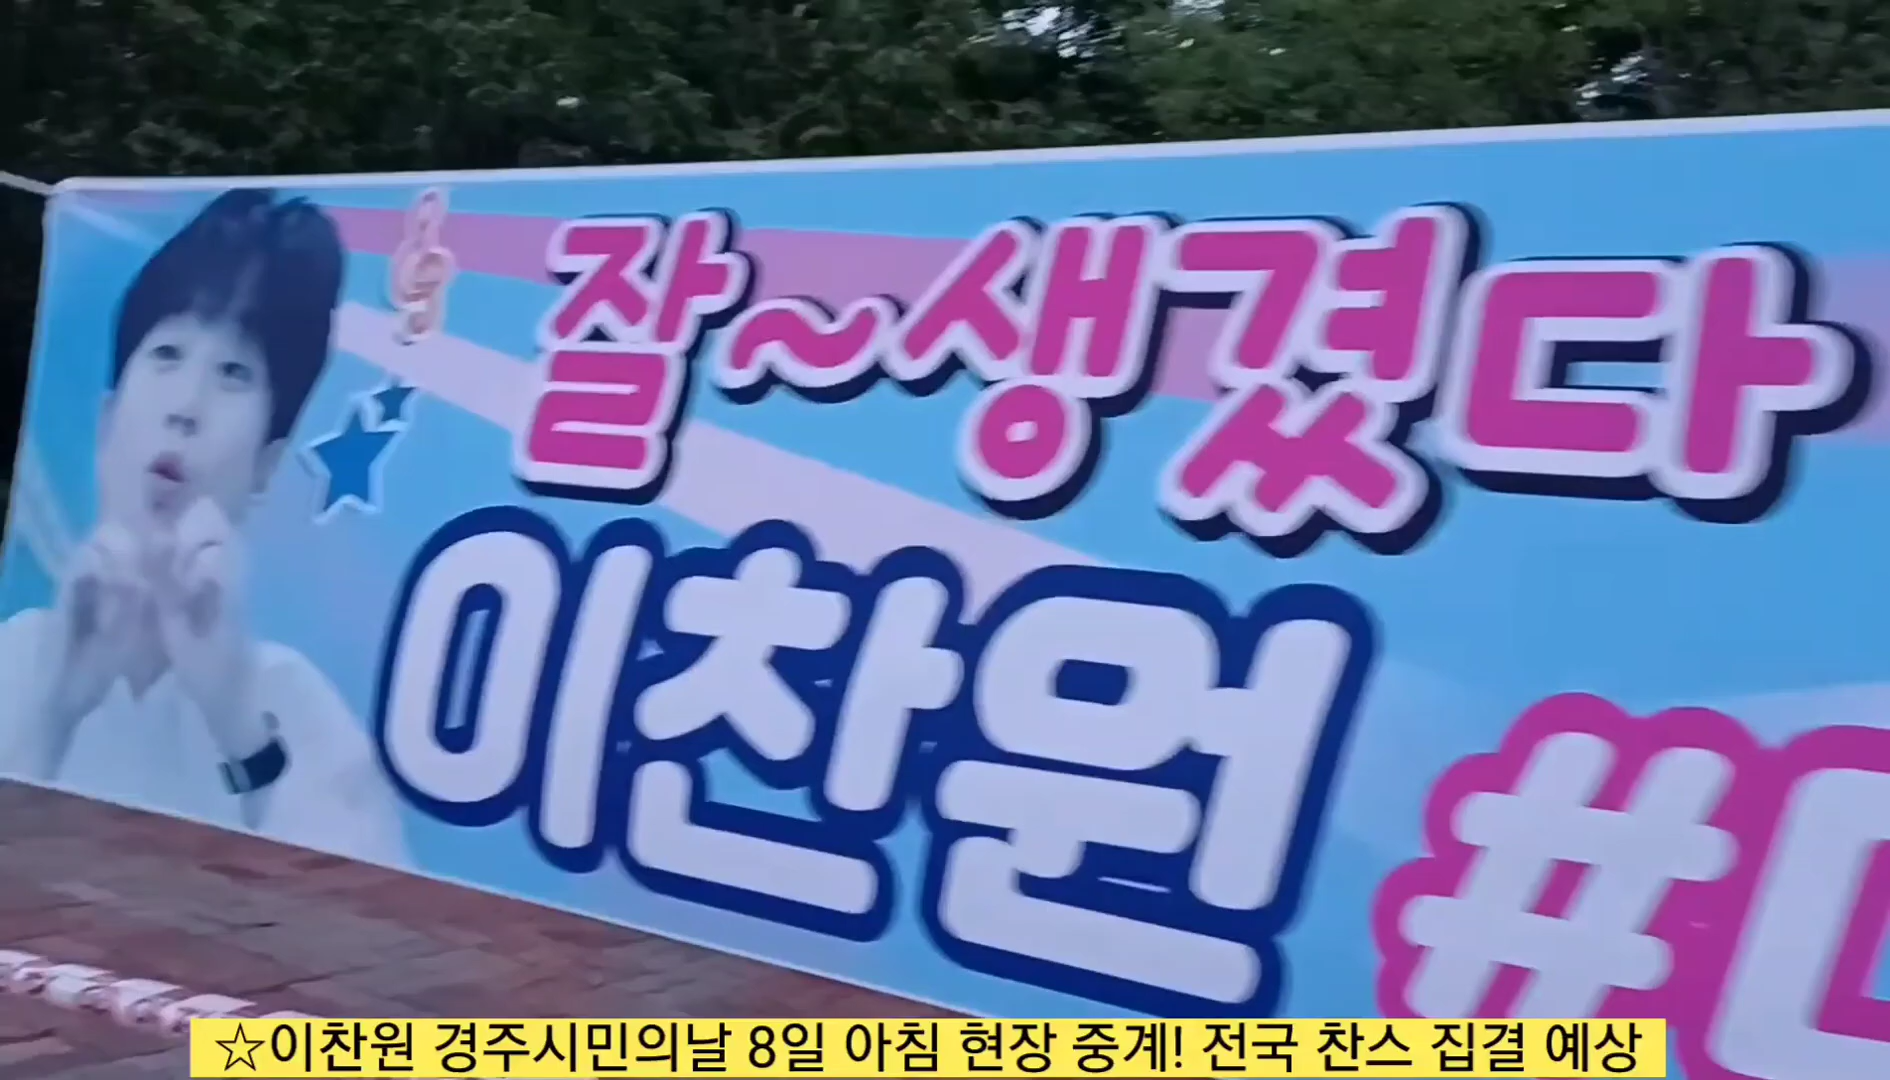 잘~생겼다
이찬원
#
☆이찬원 경주시민의날 8일 아침 현장 중계! 전국 찬스 집결 예상